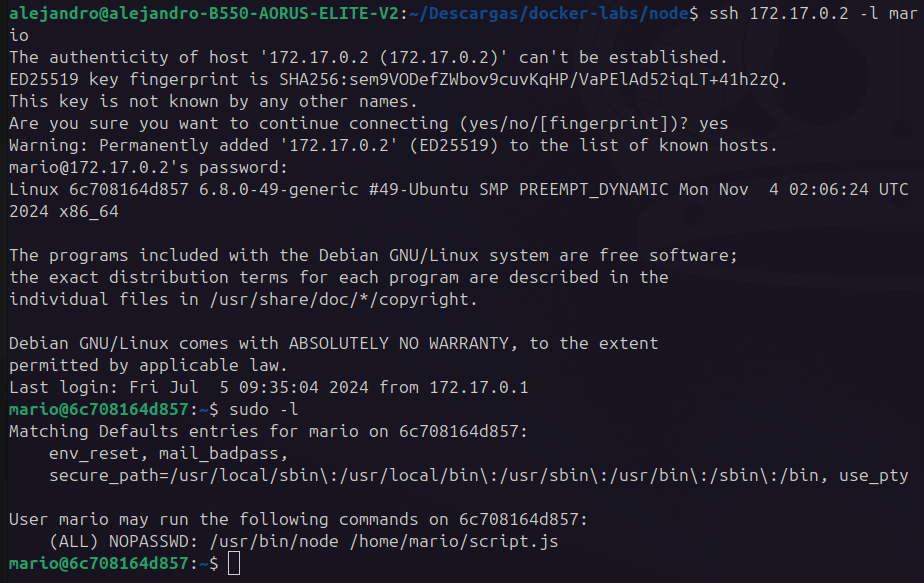 alejandro@alejandro-B550-AORUS-ELITE-V2:~/Descargas/docker-labs/node$ ssh 172.17.0.2 -l mar
io
The authenticity of host '172.17.0.2 (172.17.0.2)' can't be established.
ED25519 key fingerprint is SHA256:sem9VODefZWbov9cuvKqHP/VaPElAd52iqLT+41h2zQ.
This key is not known by any other names.
Are you sure you want to continue connecting (yes/no/[fingerprint])? yes
Warning: Permanently added '172.17.0.2' (ED25519) to the list of known hosts.
mario@172.17.0.2's password:
Linux 6c708164d857 6.8.0-49-generic #49-Ubuntu SMP PREEMPT_DYNAMIC Mon Nov  4 02:06:24 UTC
2024 x86_64

The programs included with the Debian GNU/Linux system are free software;
the exact distribution terms for each program are described in the
individual files in /usr/share/doc/*/copyright.

Debian GNU/Linux comes with ABSOLUTELY NO WARRANTY, to the extent
permitted by applicable law.
Last login: Fri Jul  5 09:35:04 2024 from 172.17.0.1
mario@6c708164d857:~$ sudo -l
Matching Defaults entries for mario on 6c708164d857:
    env_reset, mail_badpass,
    secure_path=/usr/local/sbin\:/usr/local/bin\:/usr/sbin\:/usr/bin\:/sbin\:/bin, use_pty

User mario may run the following commands on 6c708164d857:
    (ALL) NOPASSWD: /usr/bin/node /home/mario/script.js
mario@6c708164d857:~$